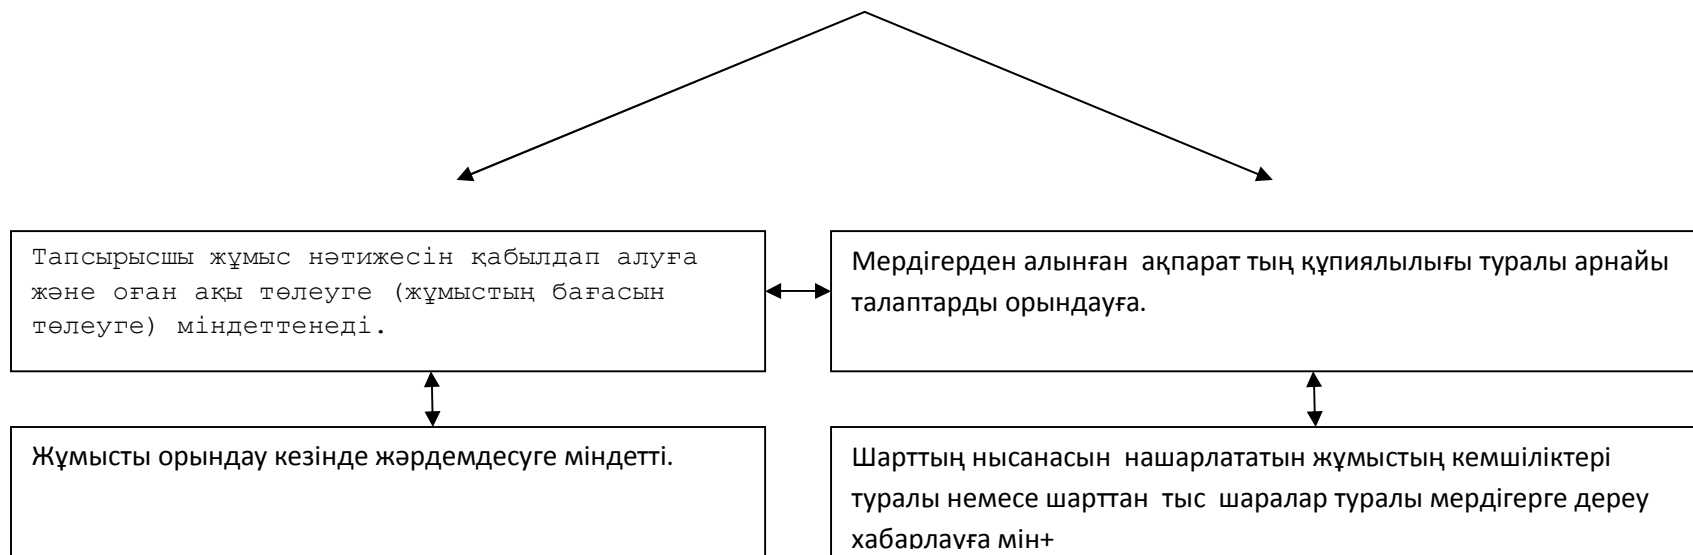 Тапсырысшы жұмыс нәтижесін қабылдап алуға
және оған ақы төлеуге (жұмыстың бағасын
төлеуге) міндеттенеді.
Мердігерден алынған ақпарат тың құпиялылығы туралы арнайы
талаптарды орындауға.
Жұмысты орындау кезінде жәрдемдесуге міндетті.
Шарттың нысанасын нашарлататын жұмыстың кемшіліктері
туралы немесе шарттан тыс шаралар туралы мердігерге дереу
хабарлауға мін+